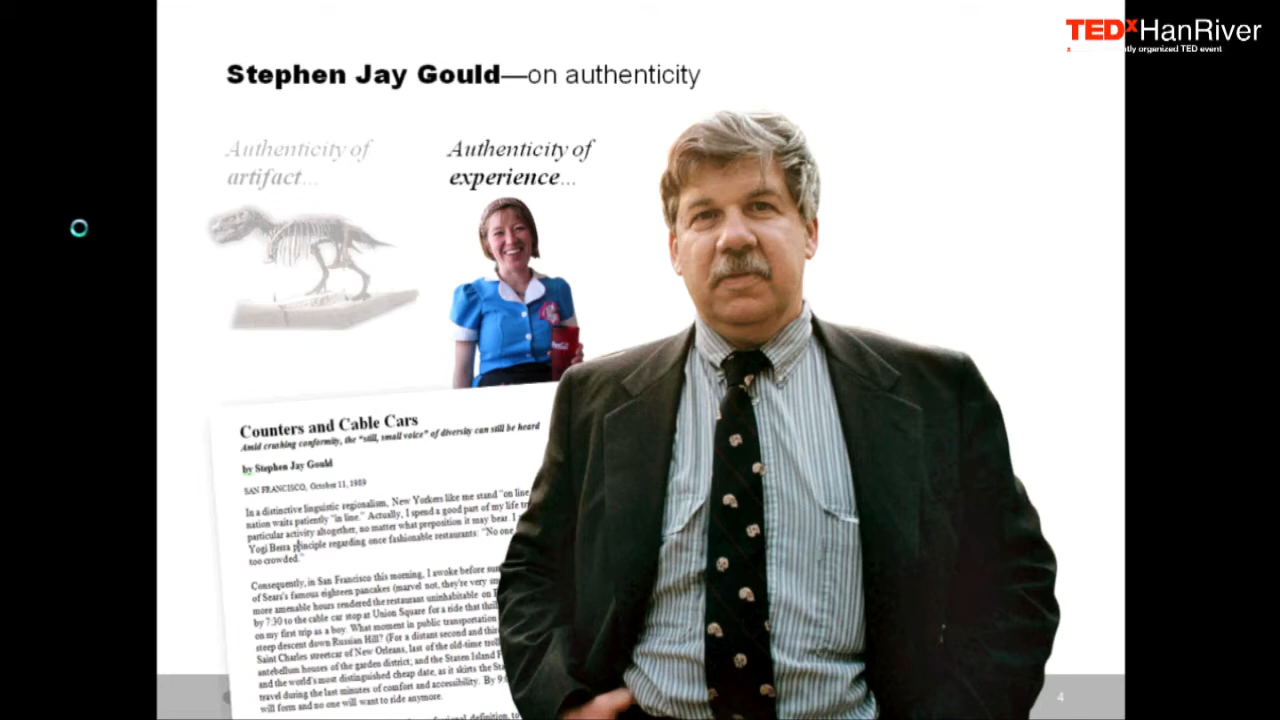 TEDxHanRiver
ntly organized TED event
Stephen Jay Gould—on authenticity
Authenticity of
artifact...
Authenticity of
experience...
Counters and Cable Cars
Amid crushing conformity, the "still, small voice" of diversity can still be heard
by Stephen Jay Gould
SAN FRANCISCO, October 11, 1989
In a distinctive linguistic regionalism, New Yorkers like me stand "on line
nation waits patiently "in line." Actually, I spend a good part of my life
particular activity altogether, no matter what preposition it may bear. I
Yogi Berra principle regarding once fashionable restaurants: "No one
too crowded."
Consequently, in San Francisco this morning, I awoke before
of Sears's famous eighteen pancakes (marvel not, they're very
more amenable hours rendered the restaurant uninhabitable on
by 7:30 to the cable car stop at Union Square for a ride that
on my first trip as a boy. What moment in public transportation
steep descent down Russian Hill? (For a distant second and
Saint Charles streetcar of New Orleans, last of the old-time
antebellum houses of the garden district; and the Staten Island
and the world's most distinguished cheap date, as it skirts the
travel during the last minutes of comfort and accessibility. By
will form and no one will want to ride anymore.
definition
4